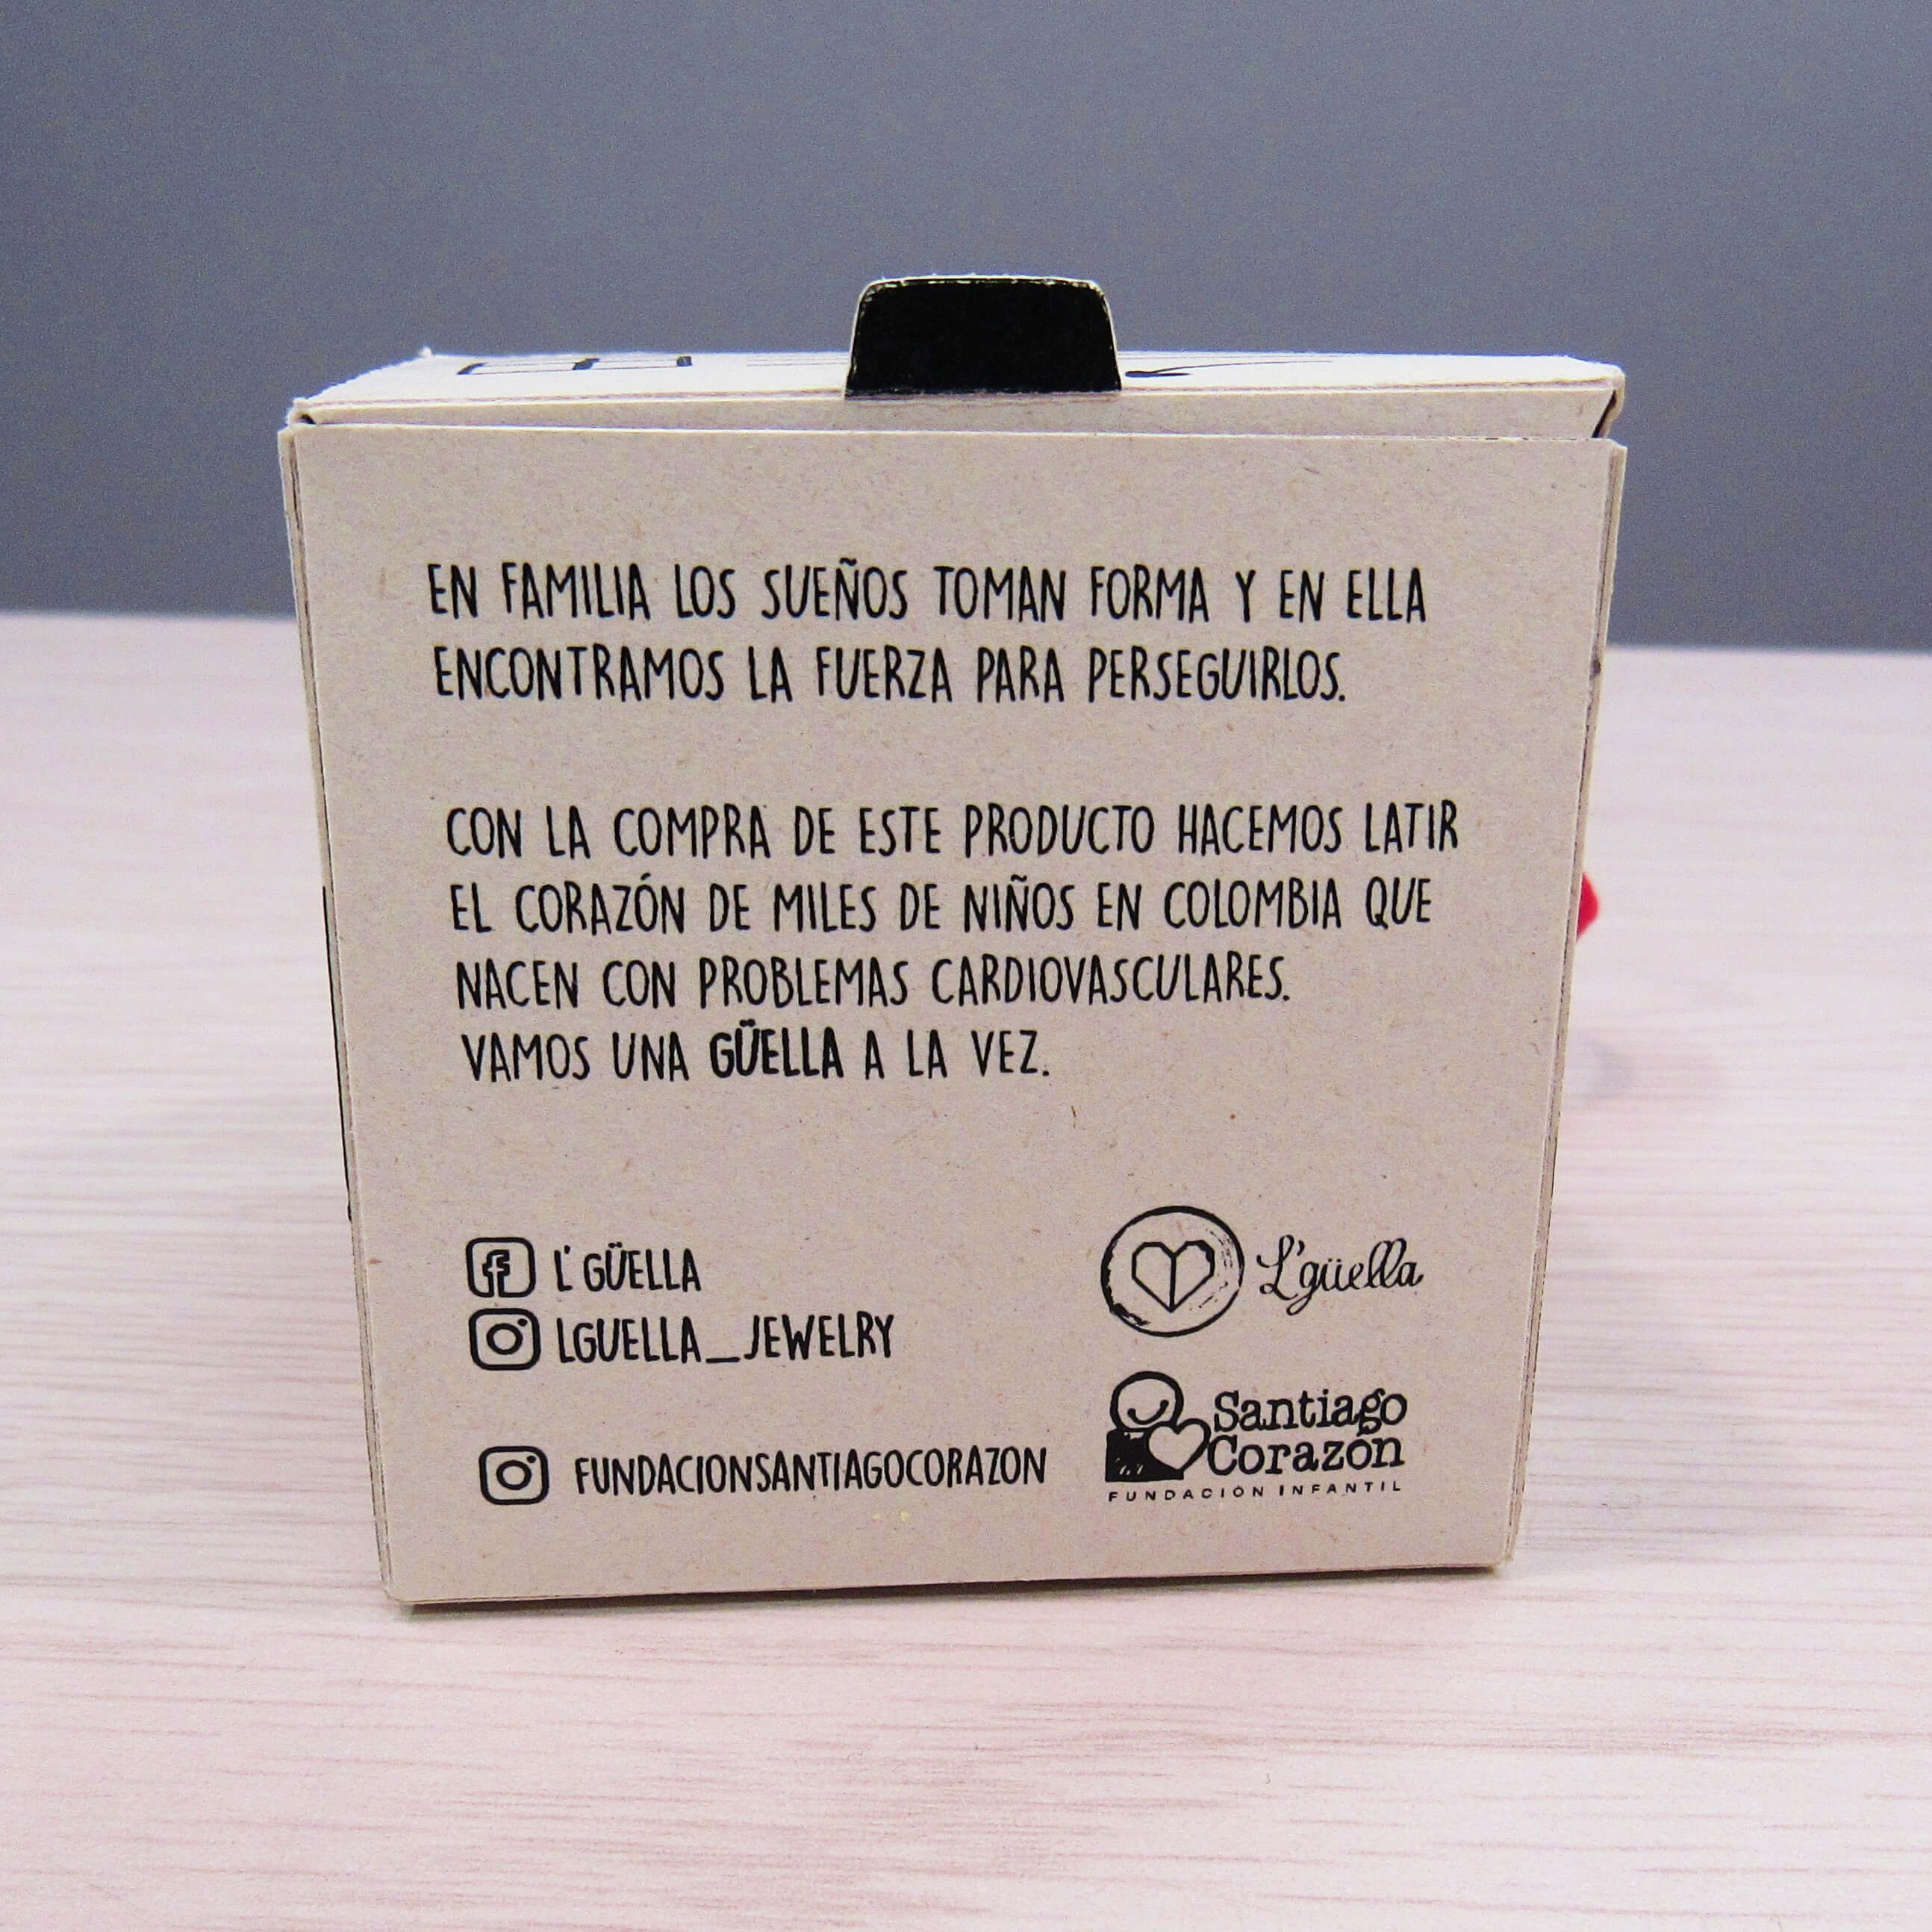 EN FAMILIA LOS SUEÑOS TOMAN FORMA Y EN ELLA
ENCONTRAMOS LA FUERZA PARA PERSEGUIRLOS.
CON LA COMPRA DE ESTE PRODUCTO HACEMOS LATIR
EL CORAZÓN DE MILES DE NIÑOS EN COLOMBIA QUE
NACEN CON PROBLEMAS CARDIOVASCULARES.
VAMOS UNA GÜELLA A LA VEZ.
L'GÜELLA
LGUELLA_JEWELRY
L'güella
FUNDACIONSANTIAGOCORAZON
Santiago
Corazón
FUNDACIÓN INFANTIL